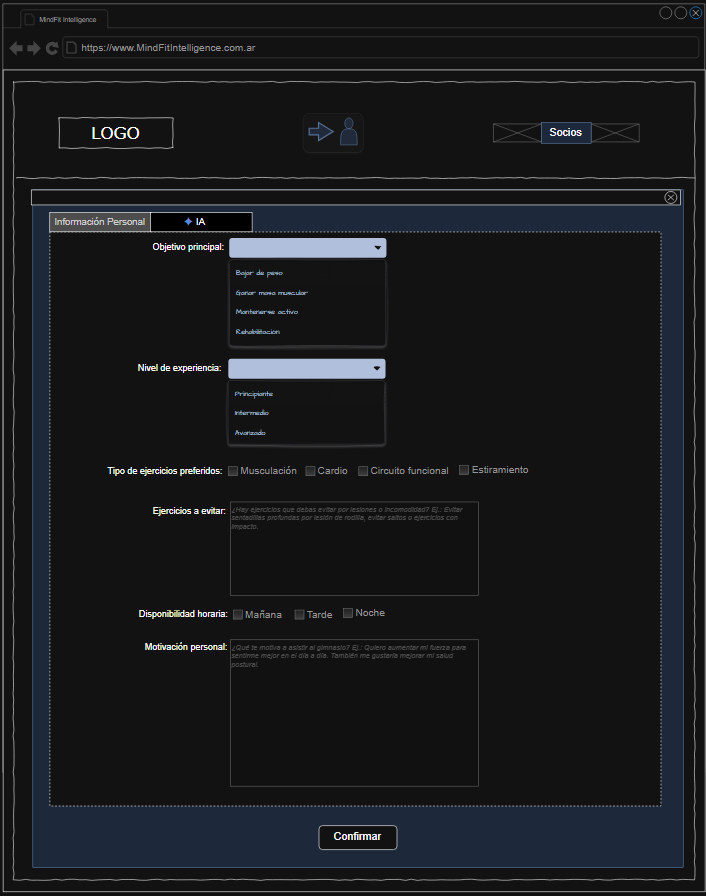 MindFit Intelligence
https://www.MindFitIntelligence.com.ar
LOGO
Socios
Información Personal
IA
Objetivo principal:
Bajar de peso
Ganar masa muscular
Mantenerse activo
Rehabilitacion
Nivel de experiencia:
Principiante
Intermedio
Avanzado
Tipo de ejercicios preferidos: Musculación Cardio Circuito funcional Estiramiento
Ejercicios a evitar:
¿Hay ejercicios que debas evitar por lesiones o incomodidad? Ej.: Evitar
sentadillas profundas por lesión de rodilla, evitar saltos o ejercicios con
impacto.
Disponibilidad horaria: Mañana Tarde Noche
Motivación personal:
¿Qué te motiva a asistir al gimnasio? Ej.: Quiero aumentar mi fuerza para
sentirme mejor en el día a día. También me gustaría mejorar mi salud
postural.
Confirmar